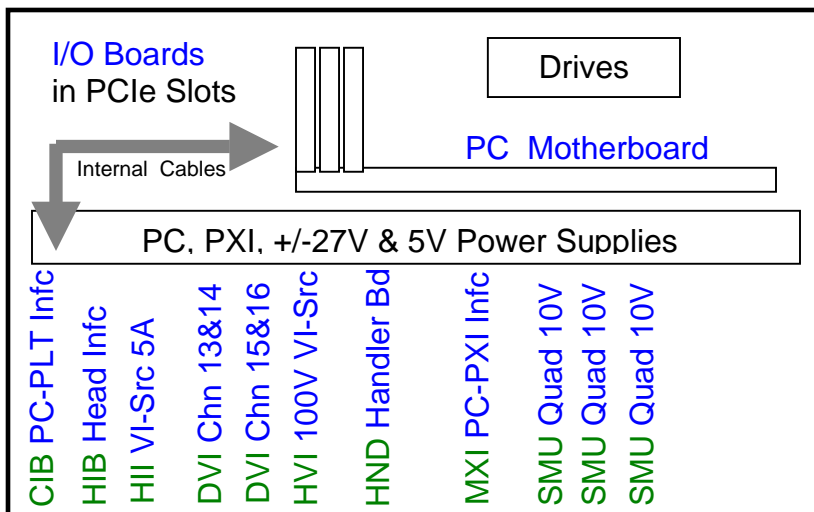 I/O Boards
in PCIe Slots
Drives
Internal Cables
PC Motherboard
PC, PXI, +/-27V & 5V Power Supplies
CIB PC-PLT Infc
HIB Head Infc
HII VI-Src 5A
DVI Chn 13&14
DVI Chn 15&16
HVI 100V VI-Src
HND Handler Bd
MXI PC-PXI Infc
SMU Quad 10V
SMU Quad 10V
SMU Quad 10V